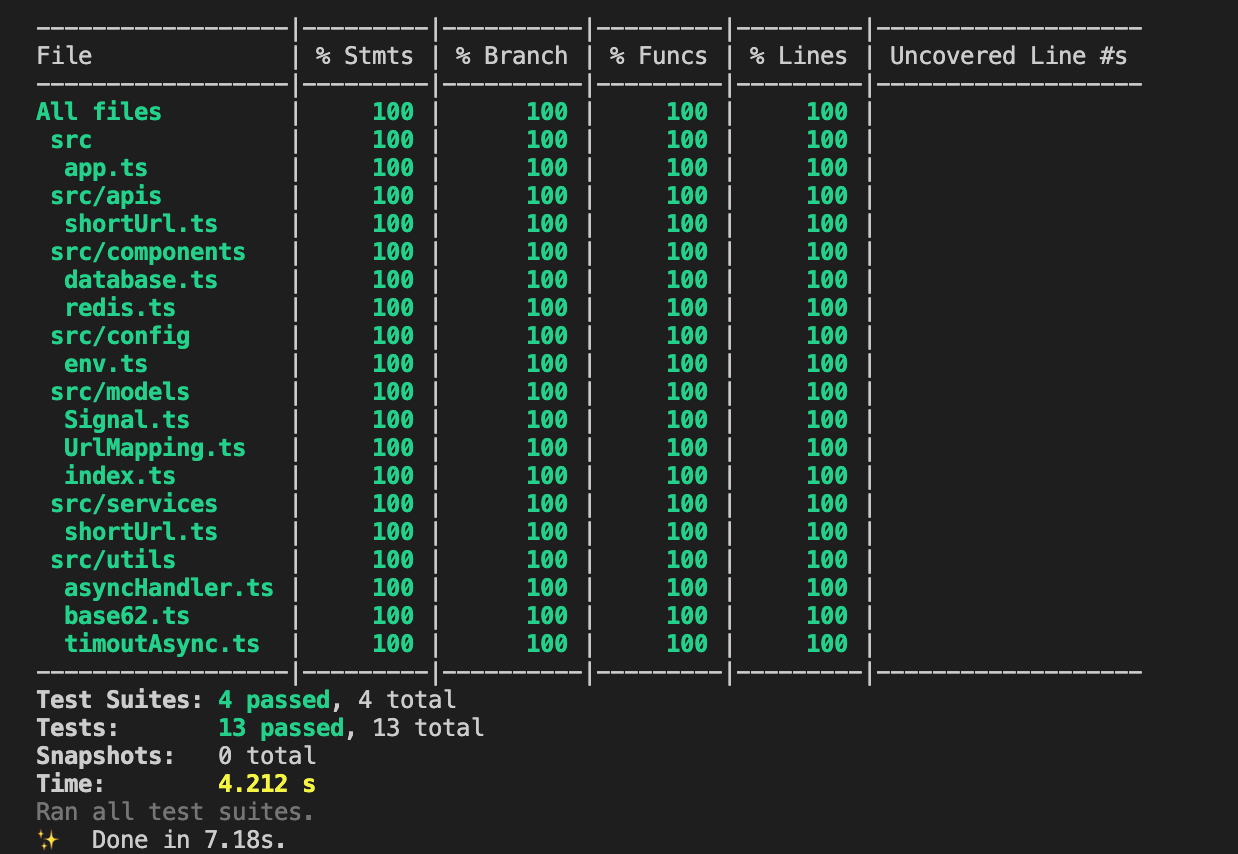 File | % Stmts | % Branch | % Funcs | % Lines | Uncovered Line #s
All files | 100 | 100 | 100 | 100 |
src | 100 | 100 | 100 | 100 |
app.ts | 100 | 100 | 100 | 100 |
src/apis | 100 | 100 | 100 | 100 |
shortUrl.ts | 100 | 100 | 100 | 100 |
src/components | 100 | 100 | 100 | 100 |
database.ts | 100 | 100 | 100 | 100 |
redis.ts | 100 | 100 | 100 | 100 |
src/config | 100 | 100 | 100 | 100 |
env.ts | 100 | 100 | 100 | 100 |
src/models | 100 | 100 | 100 | 100 |
Signal.ts | 100 | 100 | 100 | 100 |
UrlMapping.ts | 100 | 100 | 100 | 100 |
index.ts | 100 | 100 | 100 | 100 |
src/services | 100 | 100 | 100 | 100 |
shortUrl.ts | 100 | 100 | 100 | 100 |
src/utils | 100 | 100 | 100 | 100 |
asyncHandler.ts | 100 | 100 | 100 | 100 |
base62.ts | 100 | 100 | 100 | 100 |
timoutAsync.ts | 100 | 100 | 100 | 100 |
Test Suites: 4 passed, 4 total
Tests: 13 passed, 13 total
Snapshots: 0 total
Time: 4.212 s
Ran all test suites.
✨ Done in 7.18s.